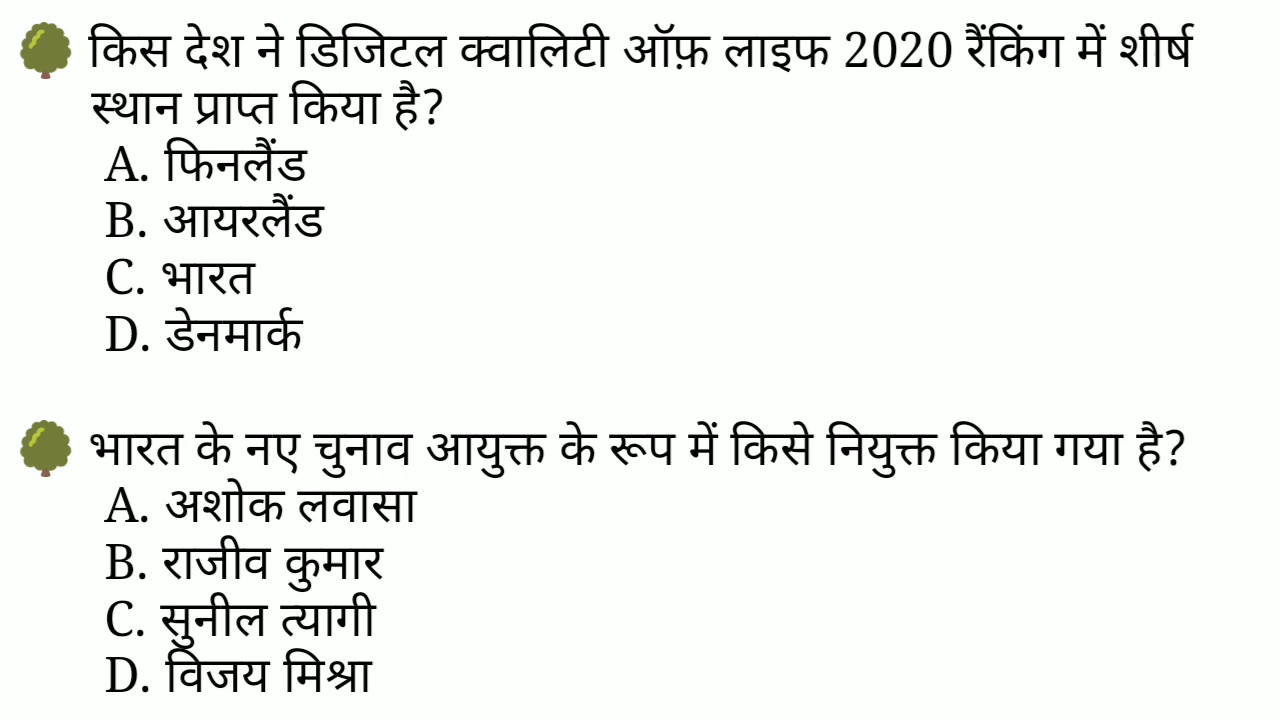 किस देश ने डिजिटल क्वालिटी ऑफ़ लाइफ 2020 रैंकिंग में शीर्ष
स्थान प्राप्त किया है?
A. फिनलैंड
B. आयरलैंड
C. भारत
D. डेनमार्क
भारत के नए चुनाव आयुक्त के रूप में किसे नियुक्त किया गया है?
A. अशोक लवासा
B. राजीव कुमार
C. सुनील त्यागी
D. विजय मिश्रा